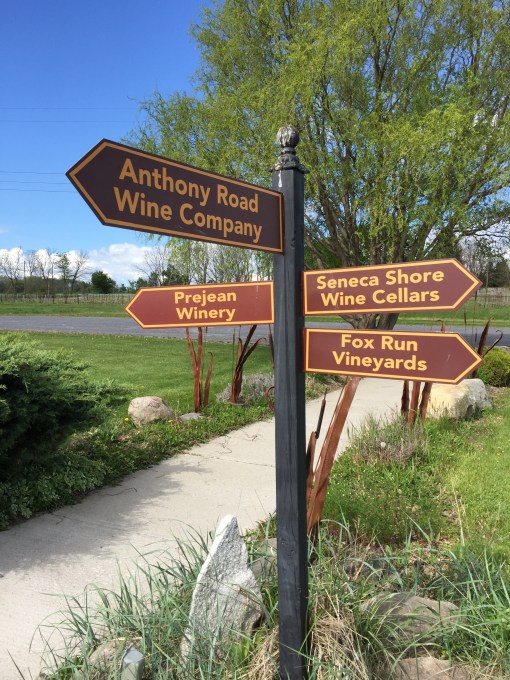 Anthony Road
Wine Company
Prejean
Winery
Seneca Shore
Wine Cellars
Fox Run
Vineyards